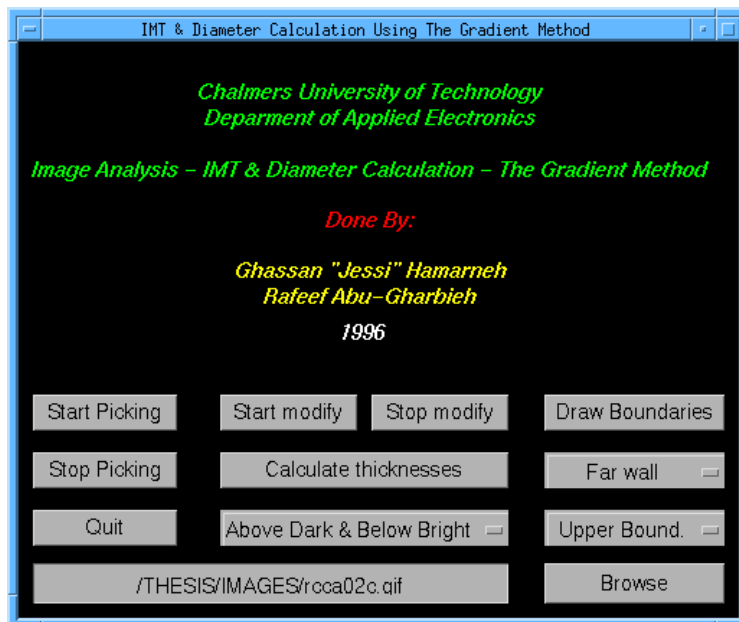 IMT & Diameter Calculation Using The Gradient Method
Chalmers University of Technology
Deparment of Applied Electronics
Image Analysis – IMT & Diameter Calculation – The Gradient Method
Done By:
Ghassan "Jessi" Hamarneh
Rafeef Abu–Gharbieh
1996
Start Picking
Start modify
Stop modify
Draw Boundaries
Stop Picking
Calculate thicknesses
Far wall
Quit
Above Dark & Below Bright
Upper Bound.
/THESIS/IMAGES/rcca02c.gif
Browse